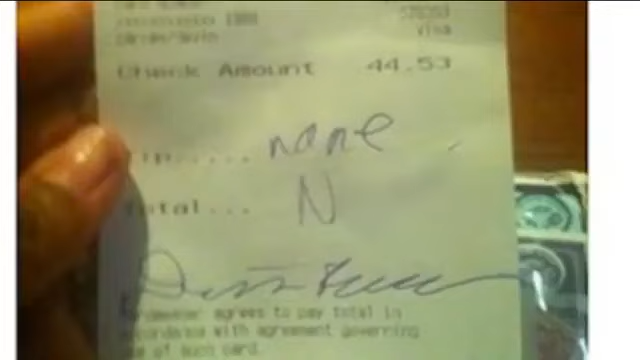 VISA
Check Amount 44.53
Tip..... none
Total... N
agrees to pay total in
accordance with agreement governing
use of such card